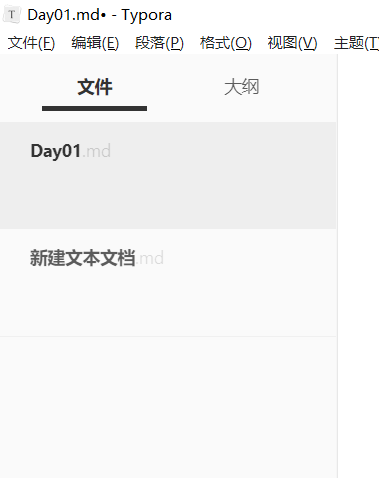 T Day01.md• - Typora
文件(F) 编辑(E) 段落(P) 格式(O) 视图(V) 主题(T)
文件 大纲
Day01.md
新建文本文档.md